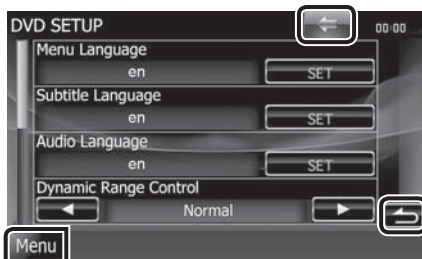 DVD SETUP 00:00
Menu Language
en SET
Subtitle Language
en SET
Audio Language
en SET
Dynamic Range Control
Normal
Menu